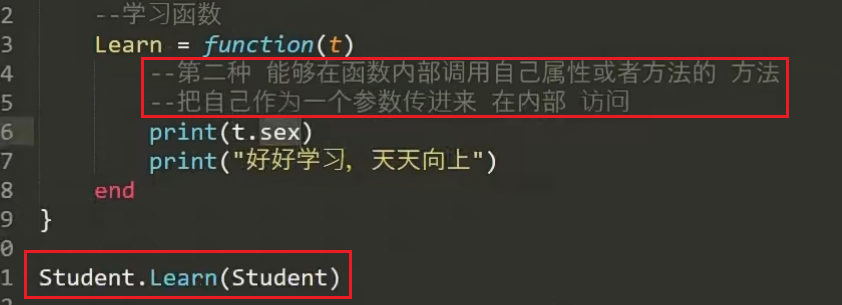 2 --学习函数
3 Learn = function(t)
4 --第二种 能够在函数内部调用自己属性或者方法的 方法
5 --把自己作为一个参数传进来 在内部 访问
6 print(t.sex)
7 print("好好学习，天天向上")
8 end
9 }
0
1 Student.Learn(Student)